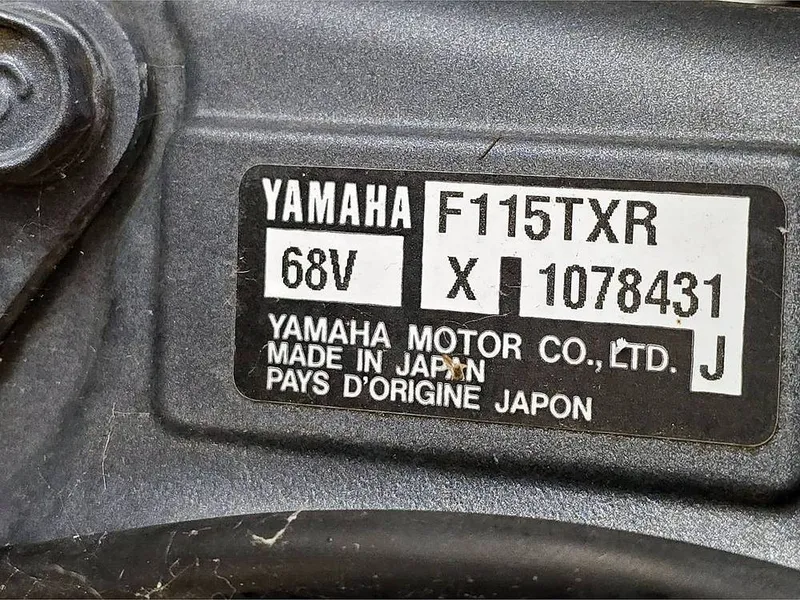 YAMAHA F115TXR
68V X 1078431
YAMAHA MOTOR CO., LTD. J
MADE IN JAPAN
PAYS D'ORIGINE JAPON